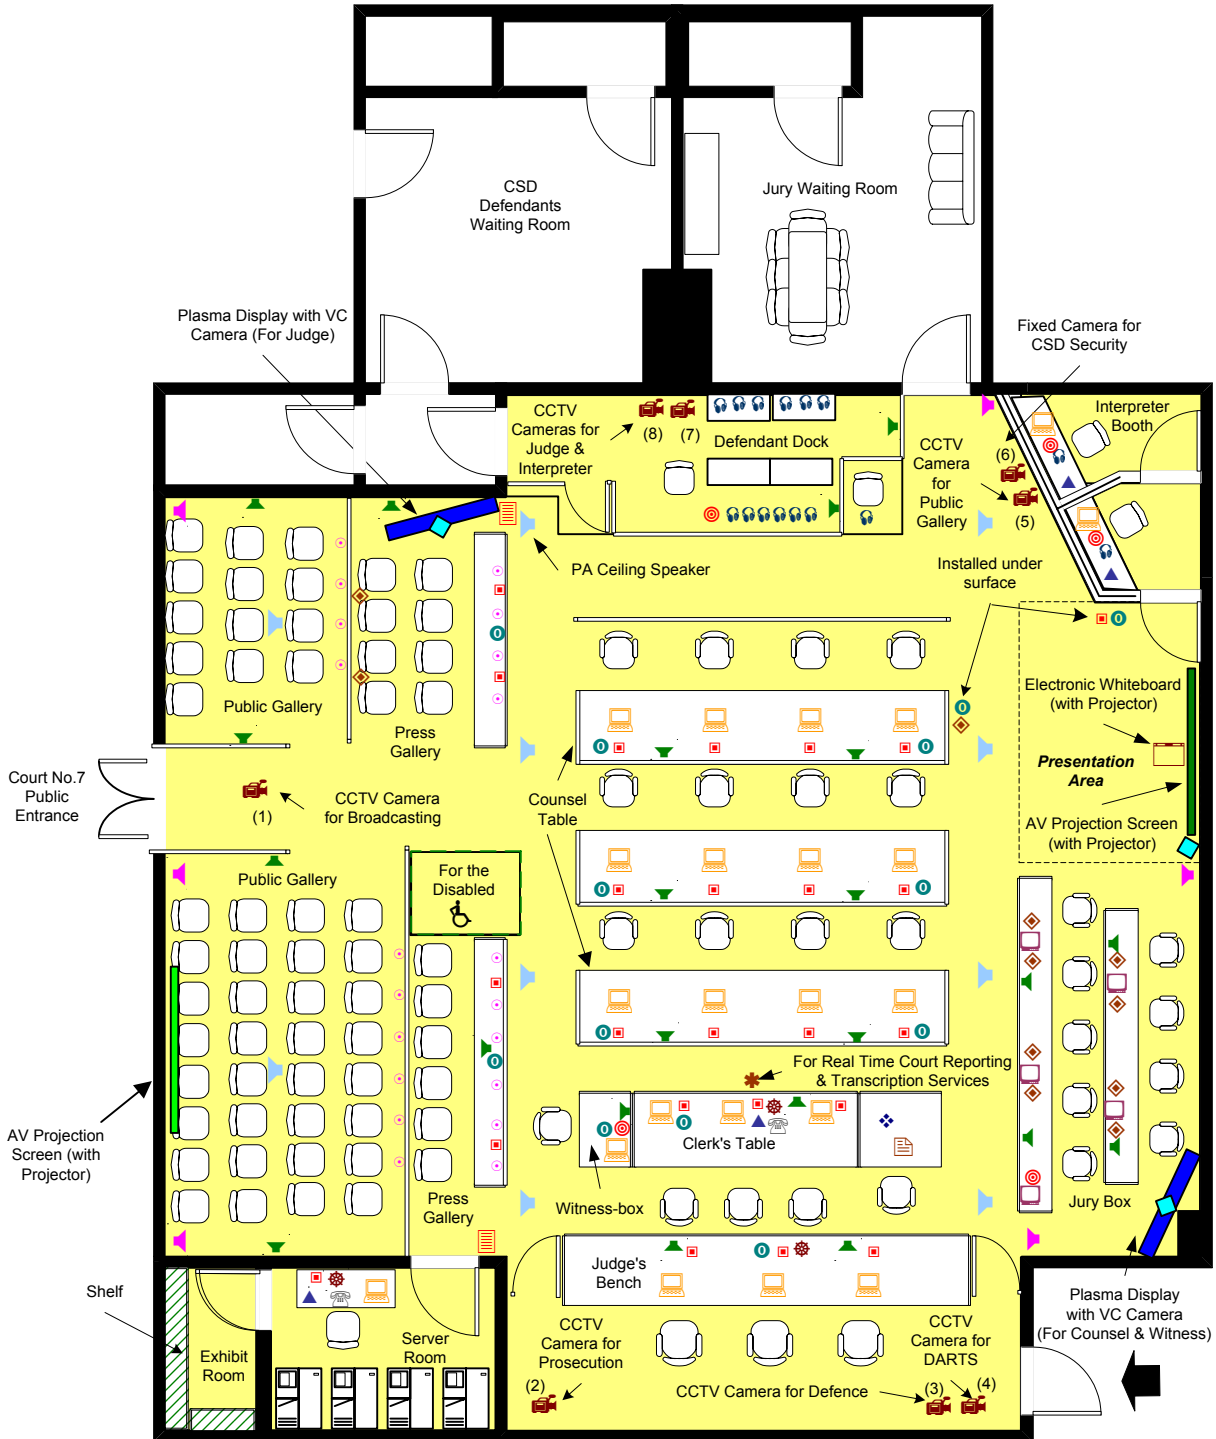 CSD
Defendants
Waiting Room
Jury Waiting Room
Plasma Display with VC
Camera (For Judge)
Fixed Camera for
CSD Security
CCTV
Cameras for
Judge &
Interpreter
(8)
(7)
Defendant Dock
CCTV
Camera
for
Public
Gallery
(6)
(5)
Interpreter
Booth
PA Ceiling Speaker
Installed under
surface
Public Gallery
Press
Gallery
Electronic Whiteboard
(with Projector)
Presentation
Area
AV Projection Screen
(with Projector)
Court No.7
Public
Entrance
(1)
CCTV Camera
for Broadcasting
Counsel
Table
Public Gallery
For the
Disabled
For Real Time Court Reporting
& Transcription Services
Clerk's Table
AV Projection
Screen (with
Projector)
Press
Gallery
Witness-box
Jury Box
Judge's
Bench
Shelf
Exhibit
Room
Server
Room
CCTV
Camera for
Prosecution
(2)
CCTV Camera for Defence
(3)
CCTV
Camera for
DARTS
(4)
Plasma Display
with VC Camera
(For Counsel & Witness)